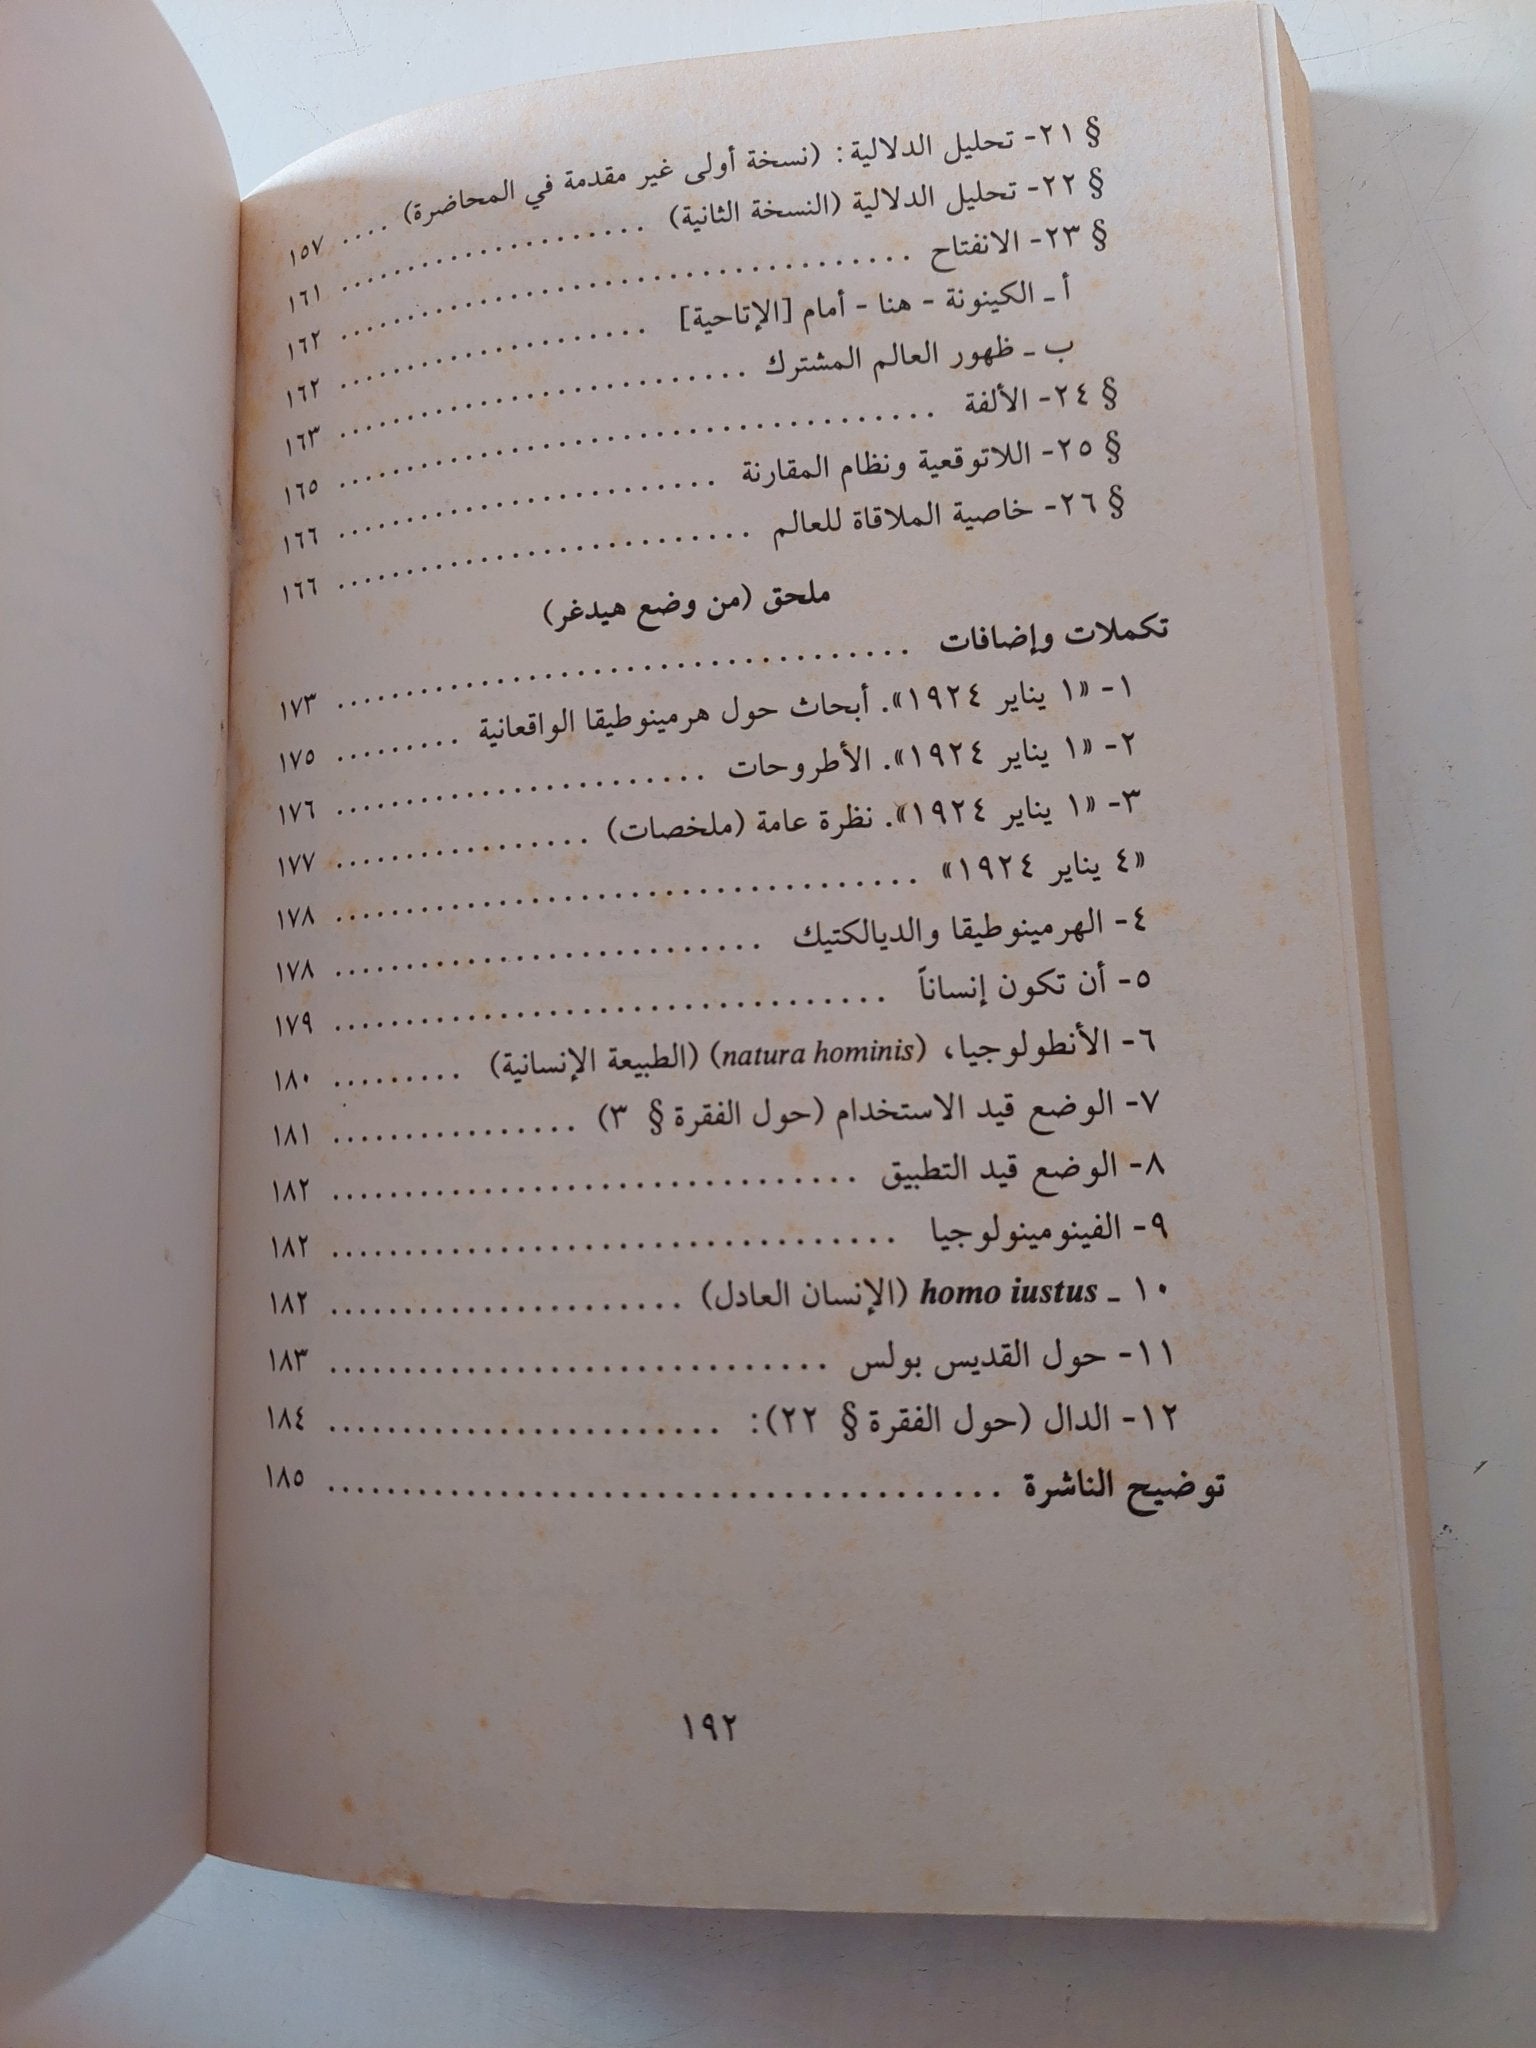 § ٢١- تحليل الدلالية: (نسخة أولى غير مقدمة في المحاضرة) .... ١٥٧
§ ٢٢- تحليل الدلالية (النسخة الثانية) ........................ ١٦١
§ ٢٣- الانفتاح ............................................ ١٦٢
أ ـ الكينونة - هنا - أمام [الإتاحية] ........................ ١٦٢
ب ـ ظهور العالم المشترك ................................ ١٦٣
§ ٢٤- الألفة ............................................ ١٦٥
§ ٢٥- اللاتوقعية ونظام المقارنة ............................ ١٦٦
§ ٢٦- خاصية الملاقاة للعالم .............................. ١٦٦
ملحق (من وضع هيدغر)
تكملات وإضافات ........................................ ١٧٣
١- «١ يناير ١٩٢٤». أبحاث حول هرمينوطيقا الواقعانية ......... ١٧٥
٢- «١ يناير ١٩٢٤». الأطروحات .......................... ١٧٦
٣- «١ يناير ١٩٢٤». نظرة عامة (ملخصات) ................. ١٧٧
«٤ يناير ١٩٢٤» ........................................ ١٧٨
٤- الهرمينوطيقا والديالكتيك ............................. ١٧٨
٥- أن تكون إنساناً ..................................... ١٧٩
٦- الأنطولوجيا، (natura hominis) (الطبيعة الإنسانية) ......... ١٨٠
٧- الوضع قيد الاستخدام (حول الفقرة § ٣) ................. ١٨١
٨- الوضع قيد التطبيق .................................. ١٨٢
٩- الفينومينولوجيا ...................................... ١٨٢
١٠ ـ homo iustus (الإنسان العادل) ........................ ١٨٢
١١- حول القديس بولس ................................. ١٨٣
١٢- الدال (حول الفقرة § ٢٢): ........................... ١٨٤
توضيح الناشرة ......................................... ١٨٥
١٩٢